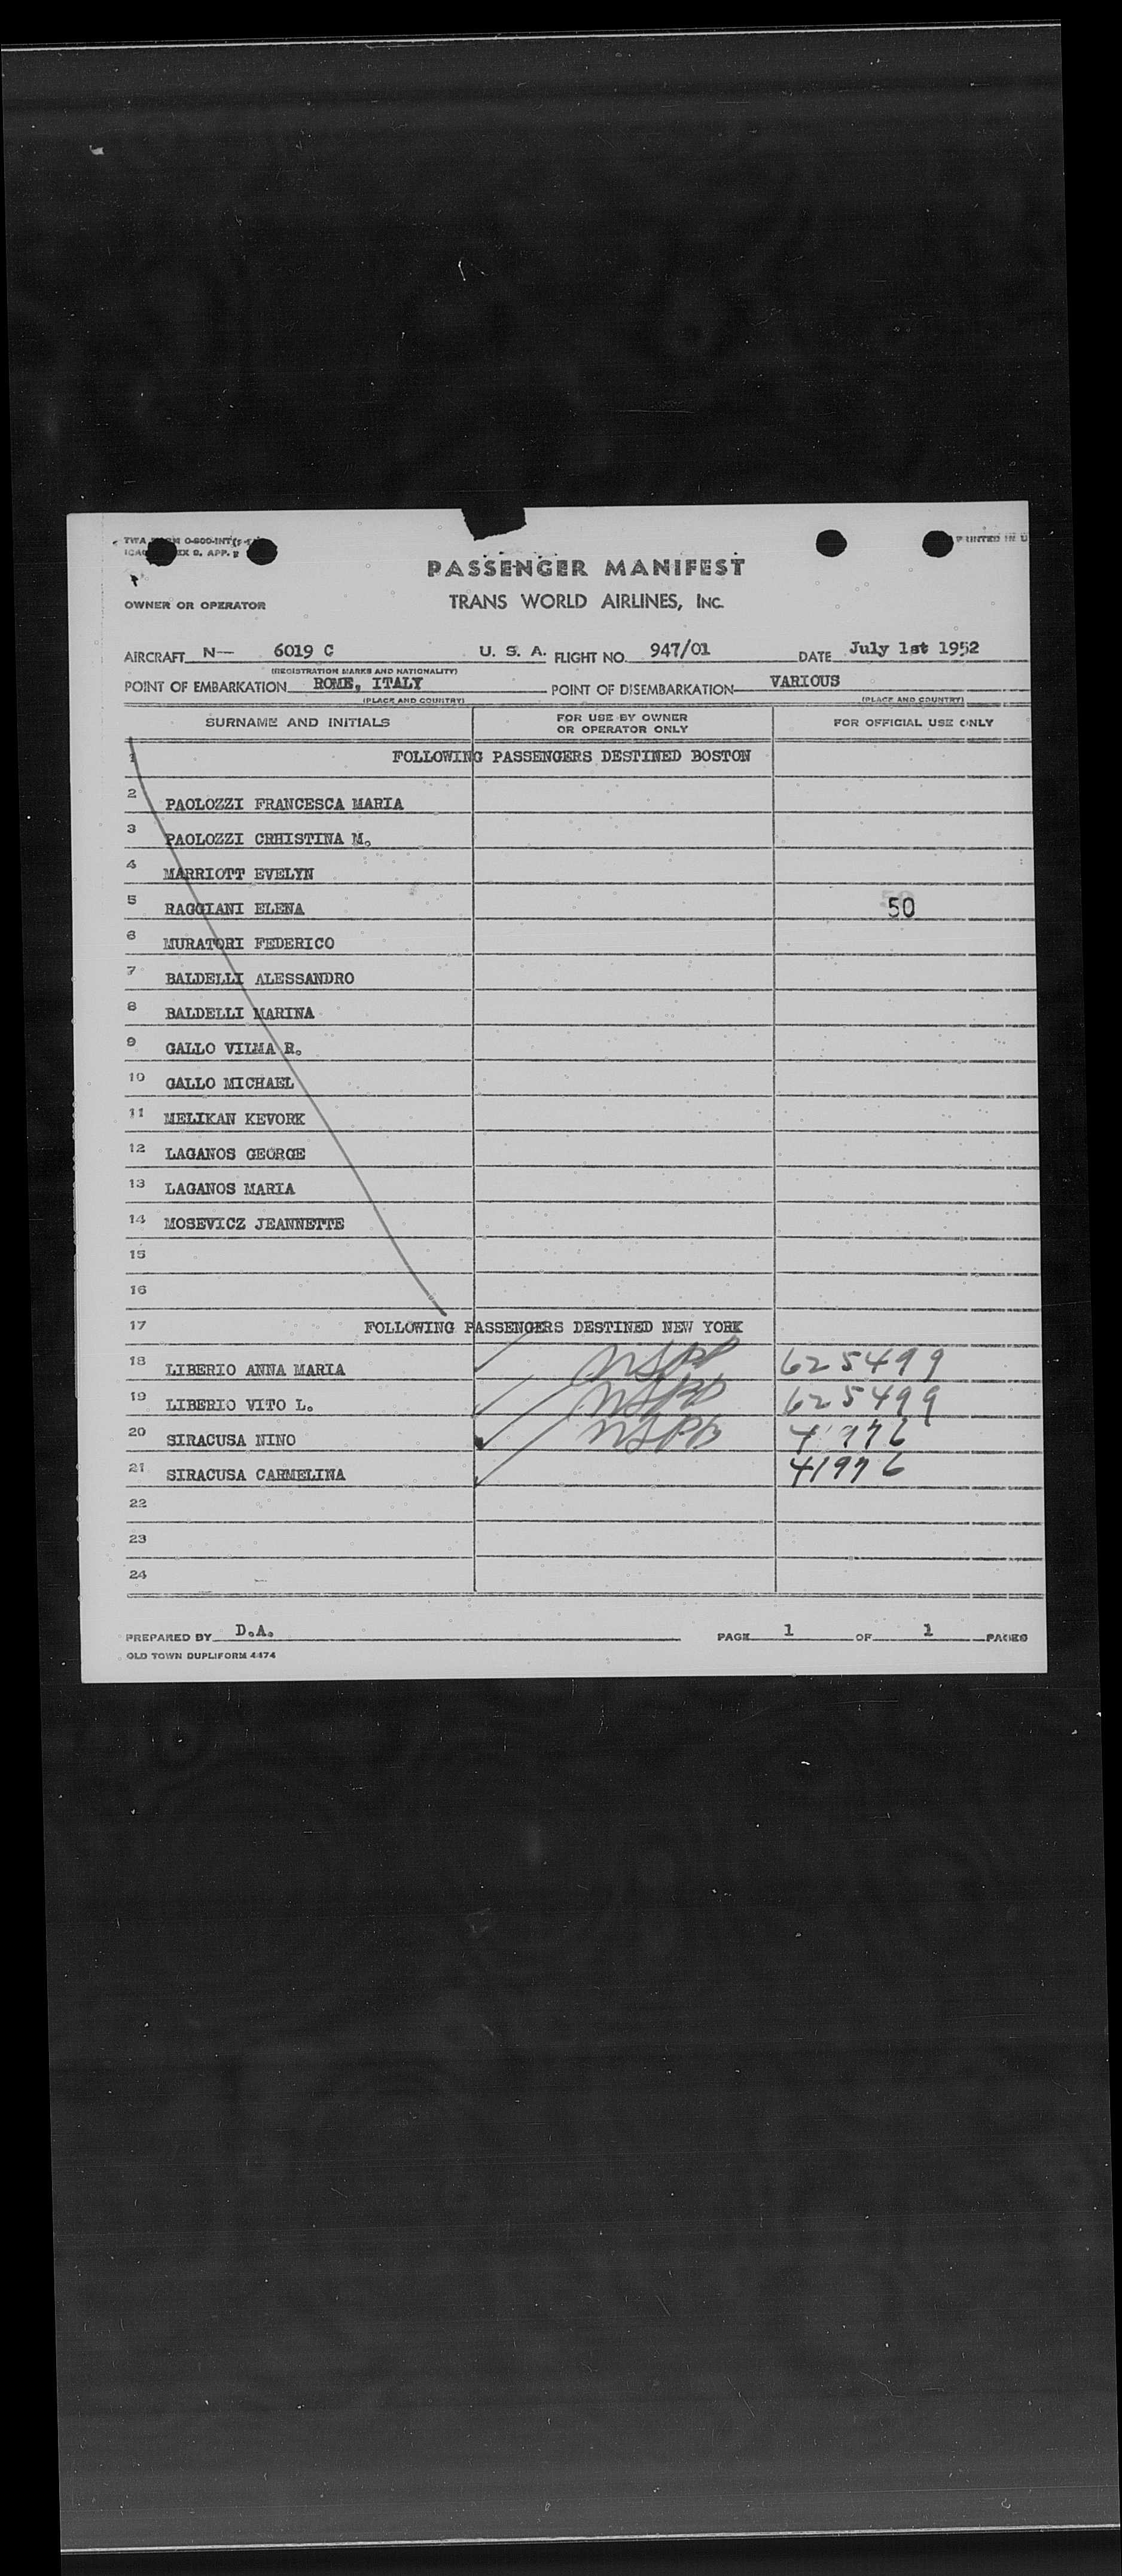 PRINTED IN U
PASSENGER MANIFEST
OWNER OR OPERATOR
TRANS WORLD AIRLINES, INC.
AIRCRAFT N— 6019 C U. S. A. FLIGHT NO. 947/01 DATE July 1st 1952
(REGISTRATION MARKS AND NATIONALITY)
POINT OF EMBARKATION ROME, ITALY POINT OF DISEMBARKATION VARIOUS
(PLACE AND COUNTRY) (PLACE AND COUNTRY)
SURNAME AND INITIALS FOR USE BY OWNER OR OPERATOR ONLY FOR OFFICIAL USE ONLY
1 FOLLOWING PASSENGERS DESTINED BOSTON
2 PAOLOZZI FRANCESCA MARIA
3 PAOLOZZI CRHISTINA M.
4 MARRIOTT EVELYN
5 RAGGIANI ELENA 50
6 MURATORI FEDERICO
7 BALDELLI ALESSANDRO
8 BALDELLI MARINA
9 GALLO VILMA R.
10 GALLO MICHAEL
11 MELIKAN KEVORK
12 LAGANOS GEORGE
13 LAGANOS MARIA
14 MOSEVICZ JEANNETTE
15
16
17 FOLLOWING PASSENGERS DESTINED NEW YORK
18 LIBERIO ANNA MARIA 625499
19 LIBERIO VITO L. 625499
20 SIRACUSA NINO 41976
21 SIRACUSA CARMELINA 41976
22
23
24
PREPARED BY D.A. PAGE 1 OF 1 PAGES
OLD TOWN DUPLIFORM 4474